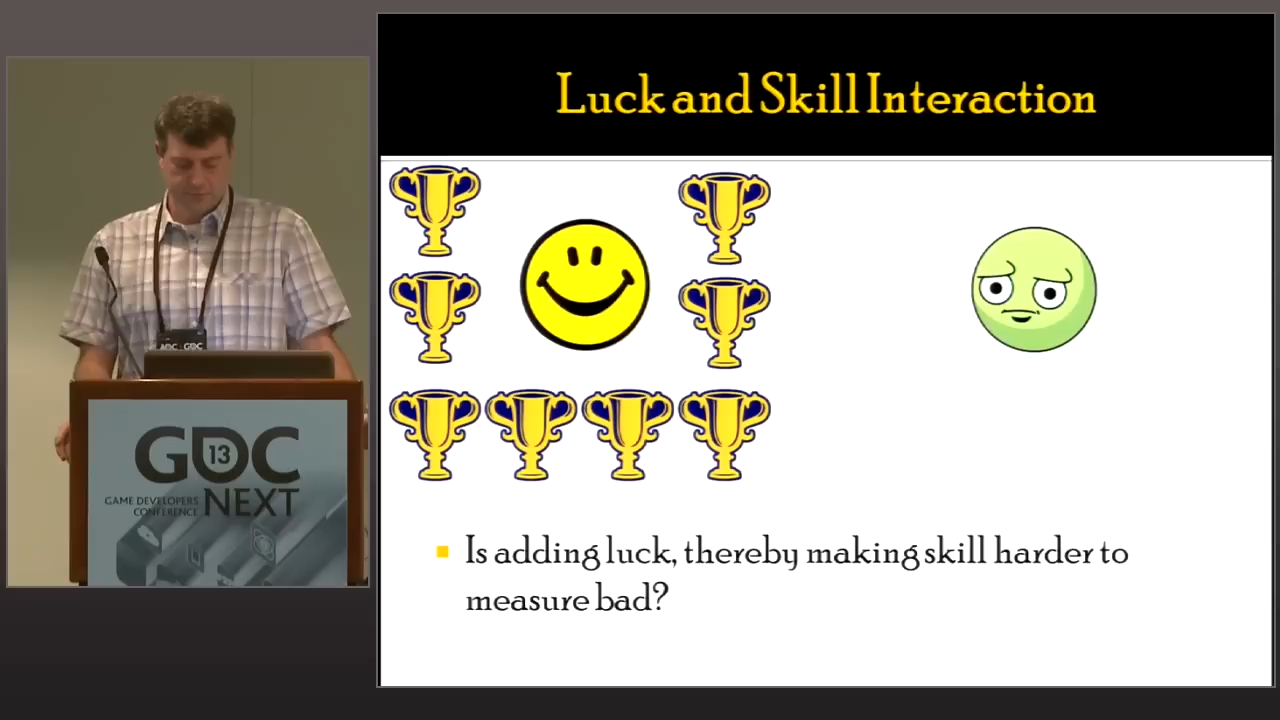 Luck and Skill Interaction
Is adding luck, thereby making skill harder to
measure bad?
GDC
13
GAME DEVELOPERS
CONFERENCE
NEXT
GDC